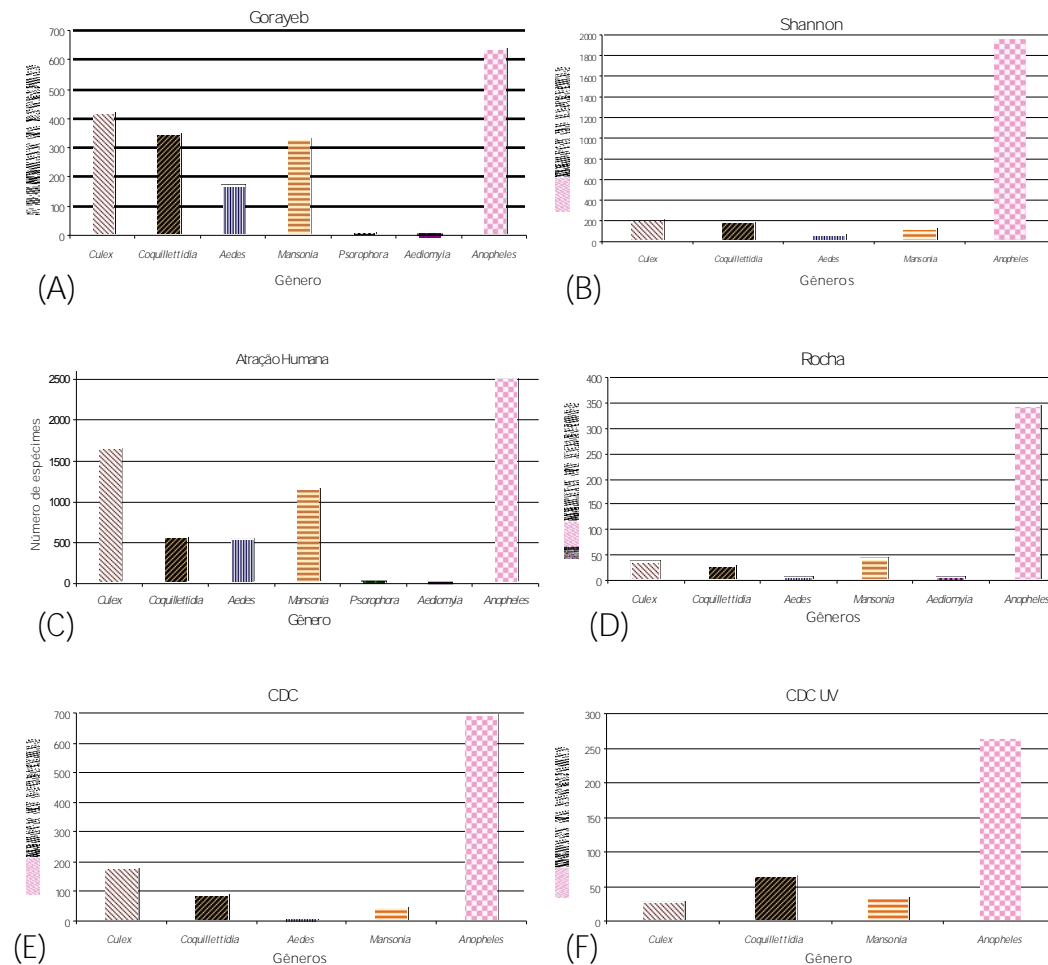 Gorayeb
700
600
500
400
300
200
100
0
Culex Coquillettidia Aedes Mansonia Psorophora Aediomyia Anopheles
Gênero
(A)
Shannon
2000
1800
1600
1400
1200
1000
800
600
400
200
0
Culex Coquillettidia Aedes Mansonia Anopheles
Gêneros
(B)
Atração Humana
Número de espécimes
2500
2000
1500
1000
500
0
Culex Coquillettidia Aedes Mansonia Psorophora Aediomyia Anopheles
Gênero
(C)
Rocha
400
350
300
250
200
150
100
50
0
Culex Coquillettidia Aedes Mansonia Aediomyia Anopheles
Gêneros
(D)
CDC
700
600
500
400
300
200
100
0
Culex Coquillettidia Aedes Mansonia Anopheles
Gêneros
(E)
CDC UV
300
250
200
150
100
50
0
Culex Coquillettidia Mansonia Anopheles
Gênero
(F)